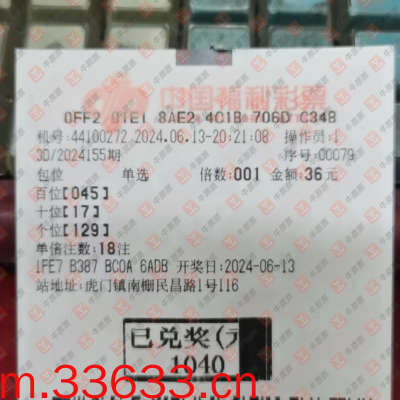 中国福利彩票
0FF2 01E1 8AE2 4C1B 706D C34B
机号:44100272 2024.06.13-20:21:08 操作员:1
3D/2024155期 序号:00079
包位 单选 倍数:001 金额:36元
百位[045]
十位[17]
个位[129]
单倍注数:18注
1FE7 B387 BC0A 6ADB 开奖日:2024-06-13
站地址:虎门镇南栅民昌路1号116
已兑奖(元
1040
m.33633.cn